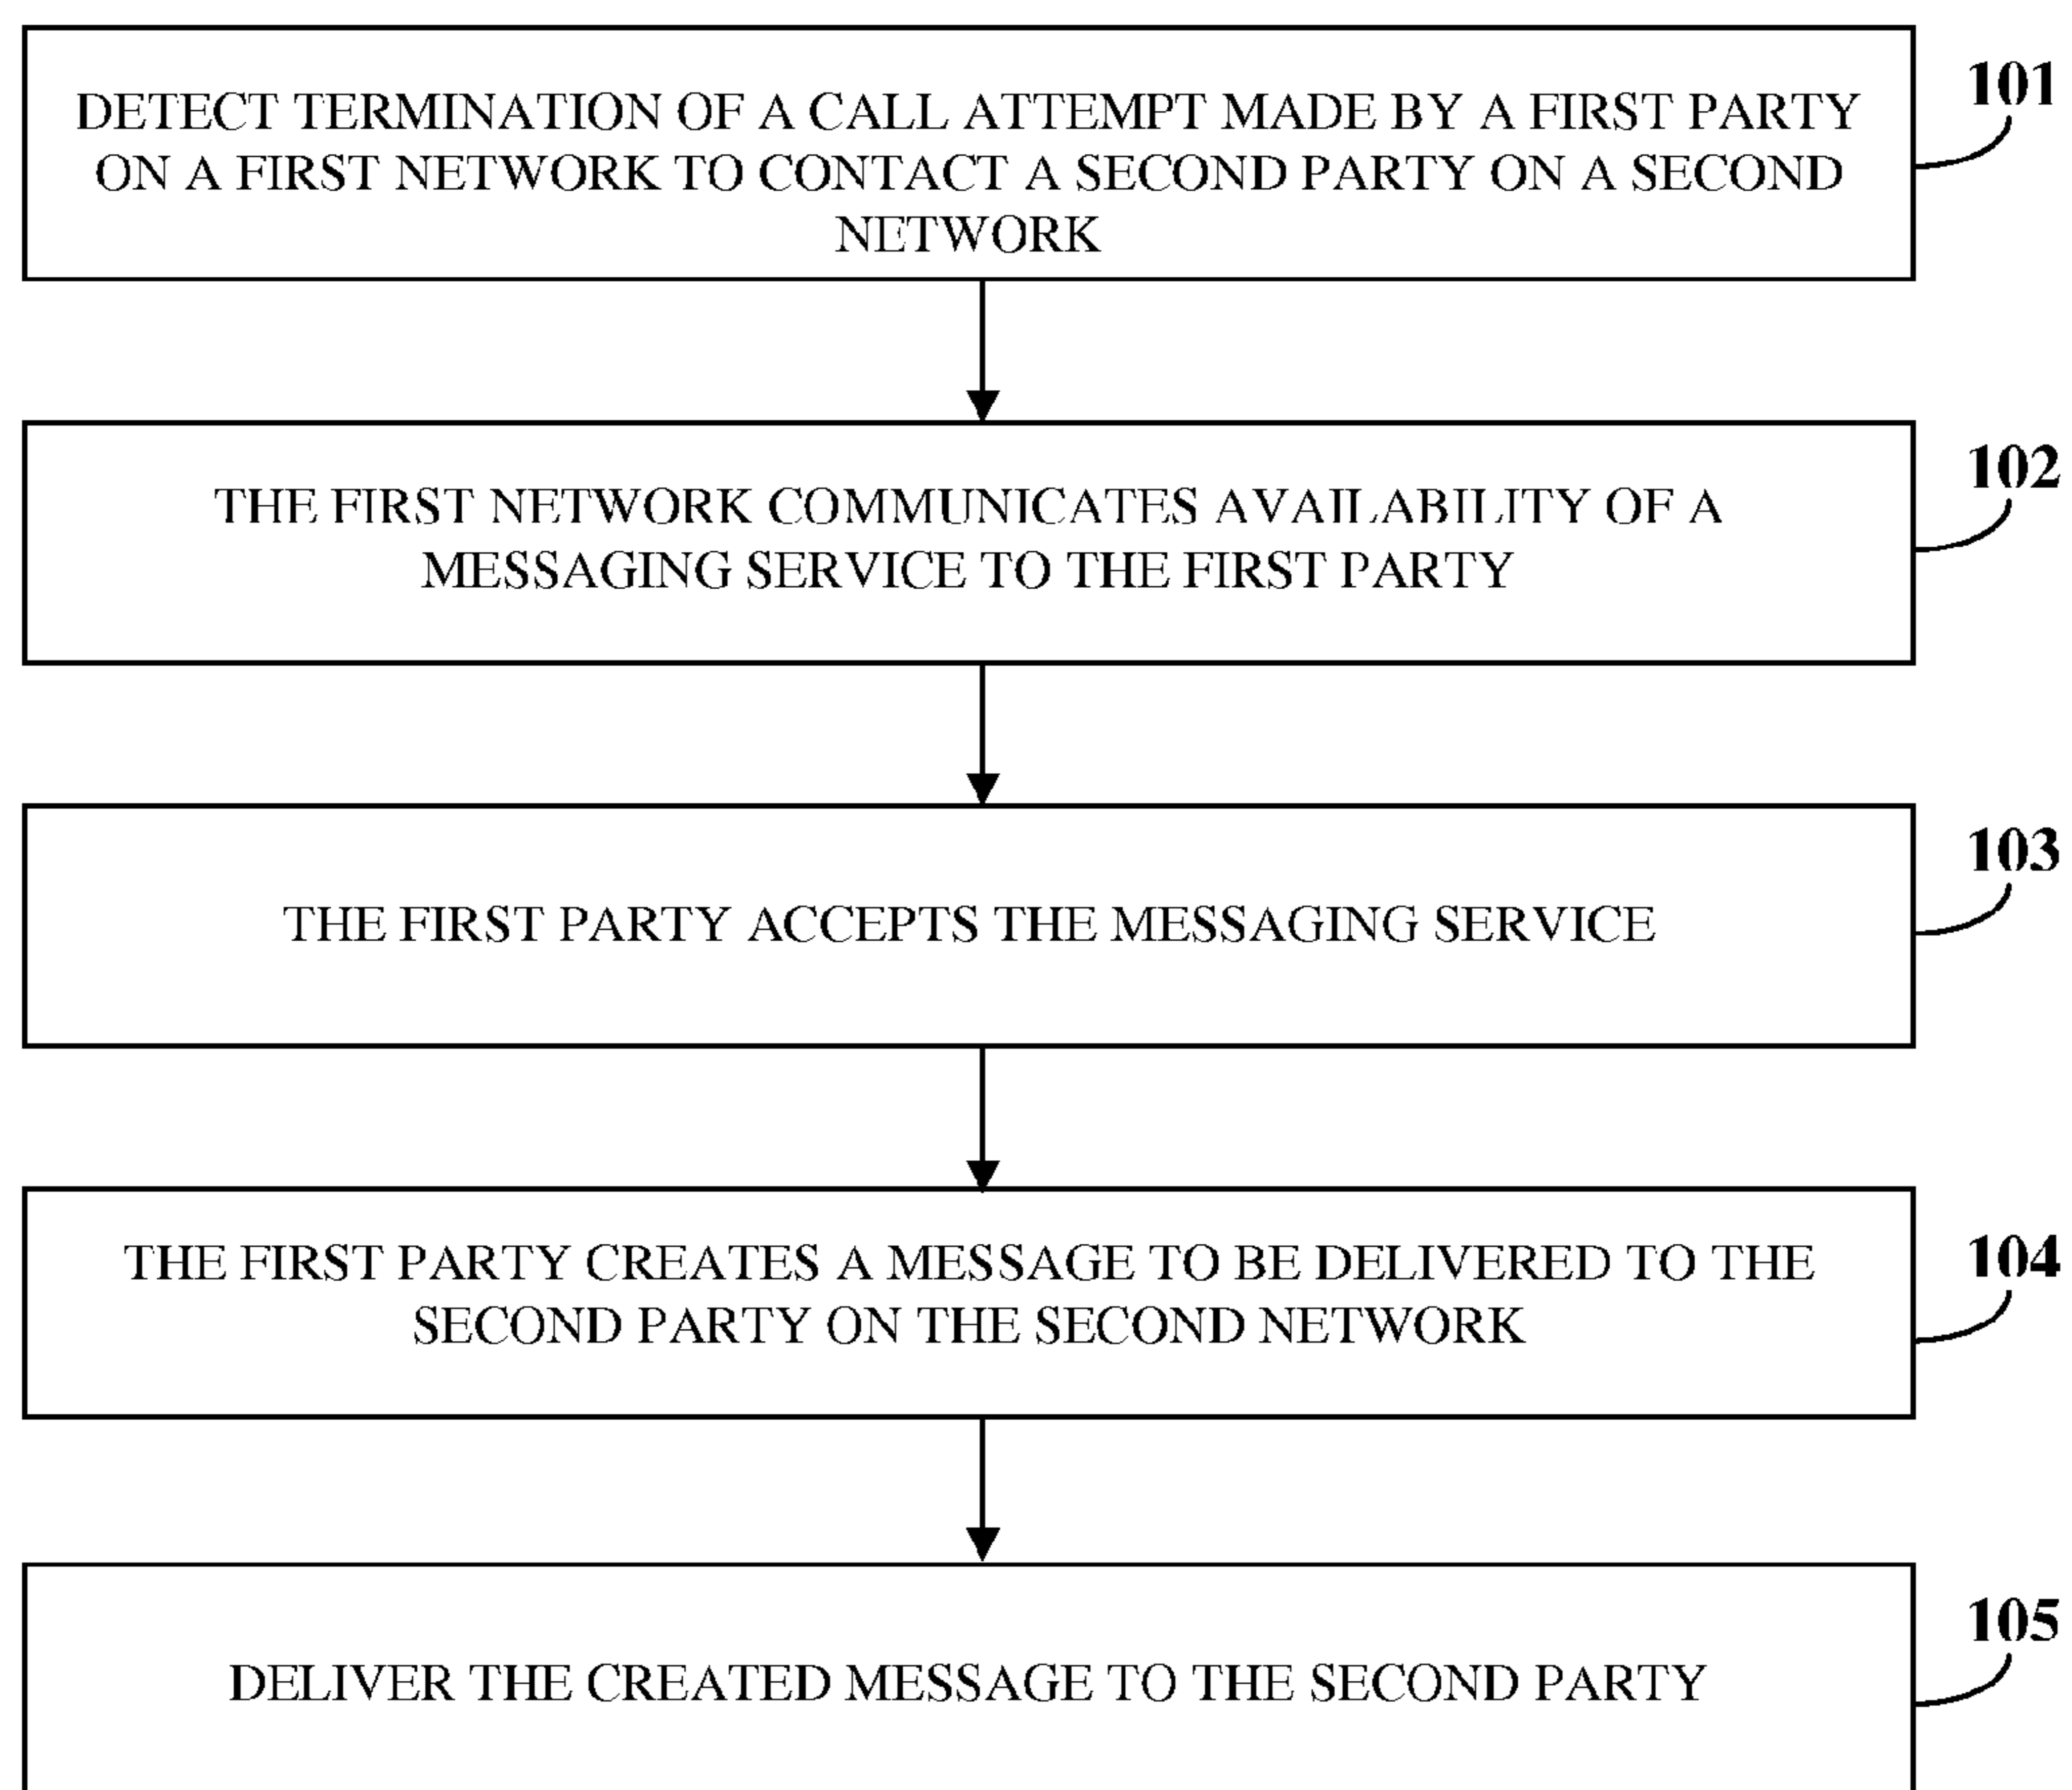 DETECT TERMINATION OF A CALL ATTEMPT MADE BY A FIRST PARTY
ON A FIRST NETWORK TO CONTACT A SECOND PARTY ON A SECOND
NETWORK
101
THE FIRST NETWORK COMMUNICATES AVAILABILITY OF A
MESSAGING SERVICE TO THE FIRST PARTY
102
THE FIRST PARTY ACCEPTS THE MESSAGING SERVICE
103
THE FIRST PARTY CREATES A MESSAGE TO BE DELIVERED TO THE
SECOND PARTY ON THE SECOND NETWORK
104
DELIVER THE CREATED MESSAGE TO THE SECOND PARTY
105